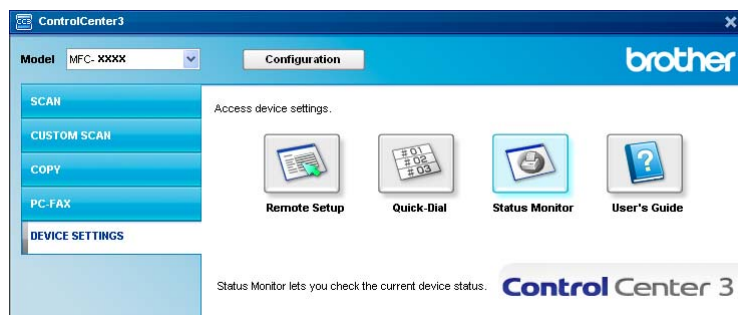 CC3 ControlCenter3
Model MFC- XXXX Configuration brother
SCAN
CUSTOM SCAN
COPY
PC-FAX
DEVICE SETTINGS
Access device settings.
# 01
# 02
# 03
Remote Setup Quick-Dial Status Monitor User's Guide
Status Monitor lets you check the current device status.
Control Center 3